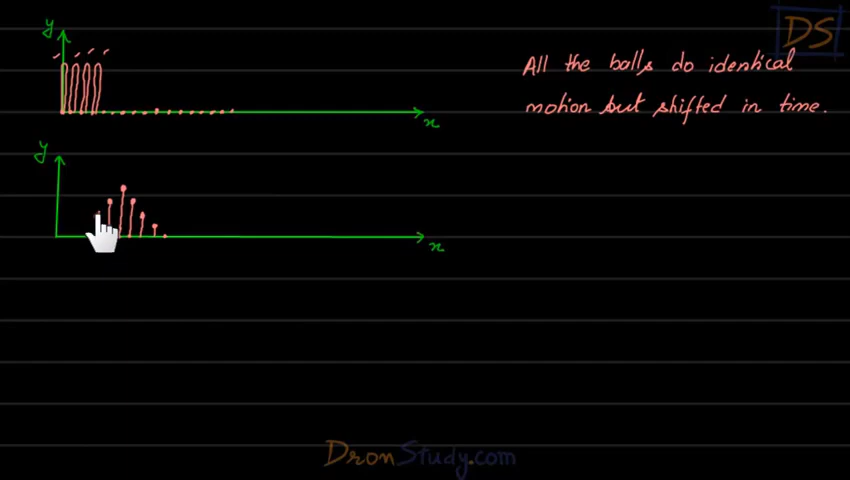 DS
y
All the balls do identical
motion but shifted in time.
x
y
x
DronStudy.com